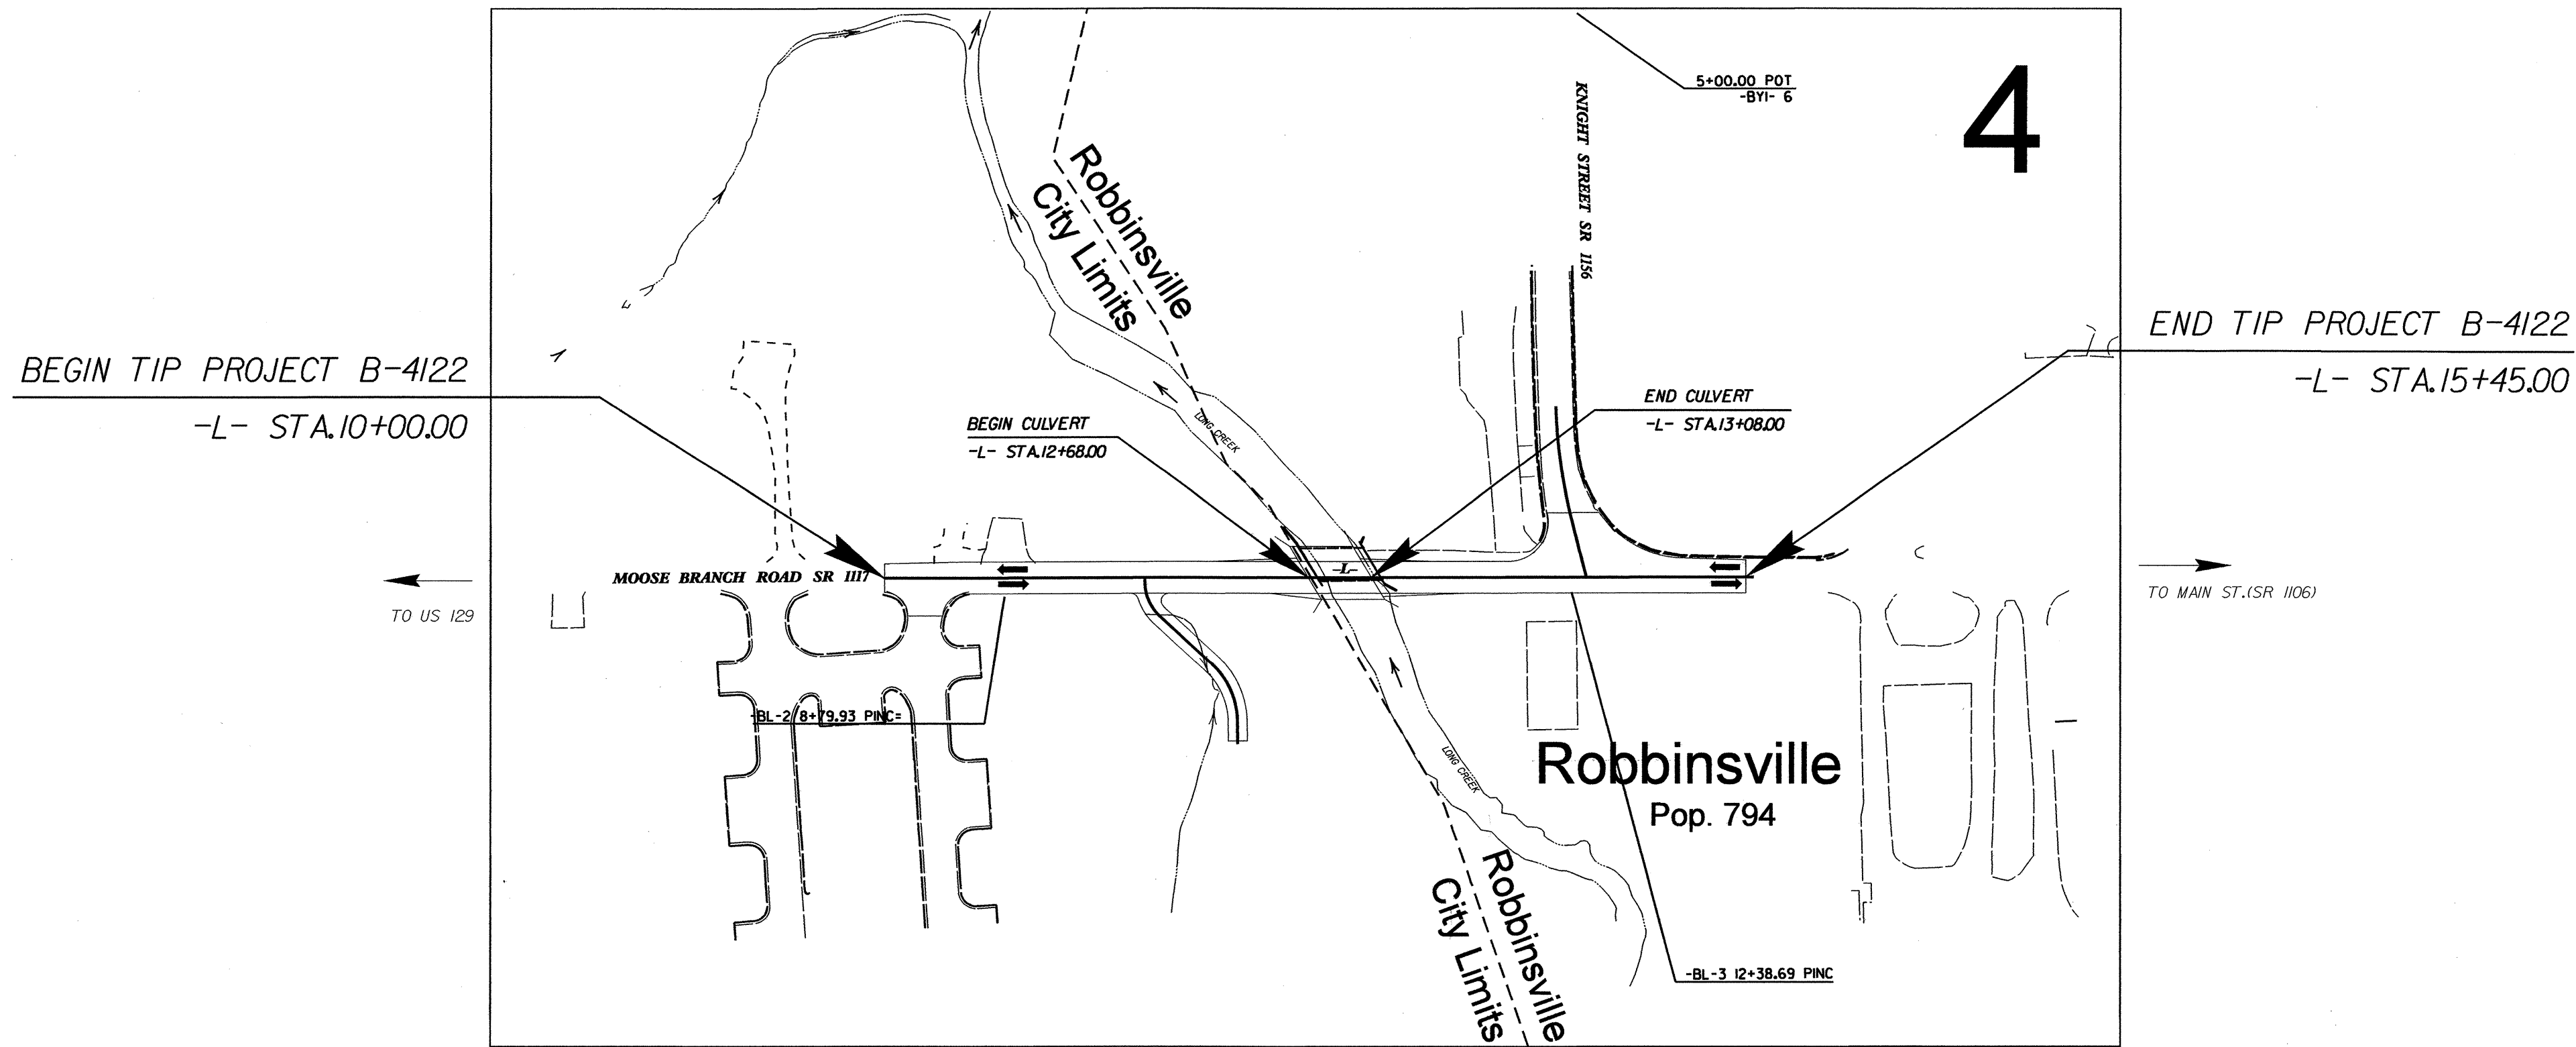 4
5+00.00 POT
-BY1- 6
KNIGHT STREET SR 1156
Robbinsville
City Limits
BEGIN TIP PROJECT B-4122
-L- STA.10+00.00
END TIP PROJECT B-4122
-L- STA.15+45.00
BEGIN CULVERT
-L- STA.12+68.00
END CULVERT
-L- STA.13+08.00
LONG CREEK
MOOSE BRANCH ROAD SR 1117
-L-
TO US 129
TO MAIN ST.(SR 1106)
-BL-2 8+79.93 PINC=
LONG CREEK
Robbinsville
Pop. 794
Robbinsville
City Limits
-BL-3 12+38.69 PINC